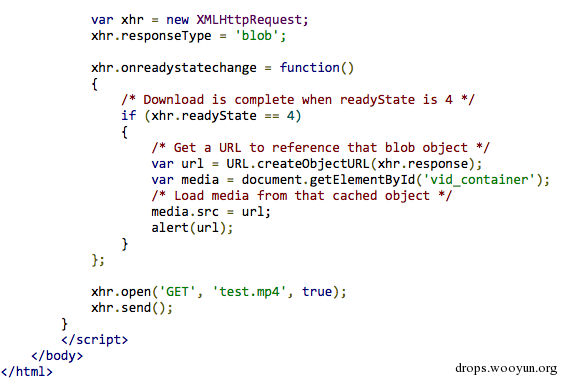 var xhr = new XMLHttpRequest;
xhr.responseType = 'blob';
xhr.onreadystatechange = function()
{
/* Download is complete when readyState is 4 */
if (xhr.readyState == 4)
{
/* Get a URL to reference that blob object */
var url = URL.createObjectURL(xhr.response);
var media = document.getElementById('vid_container');
/* Load media from that cached object */
media.src = url;
alert(url);
}
};
xhr.open('GET', 'test.mp4', true);
xhr.send();
}
</script>
</body>
</html>
drops.wooyun.org